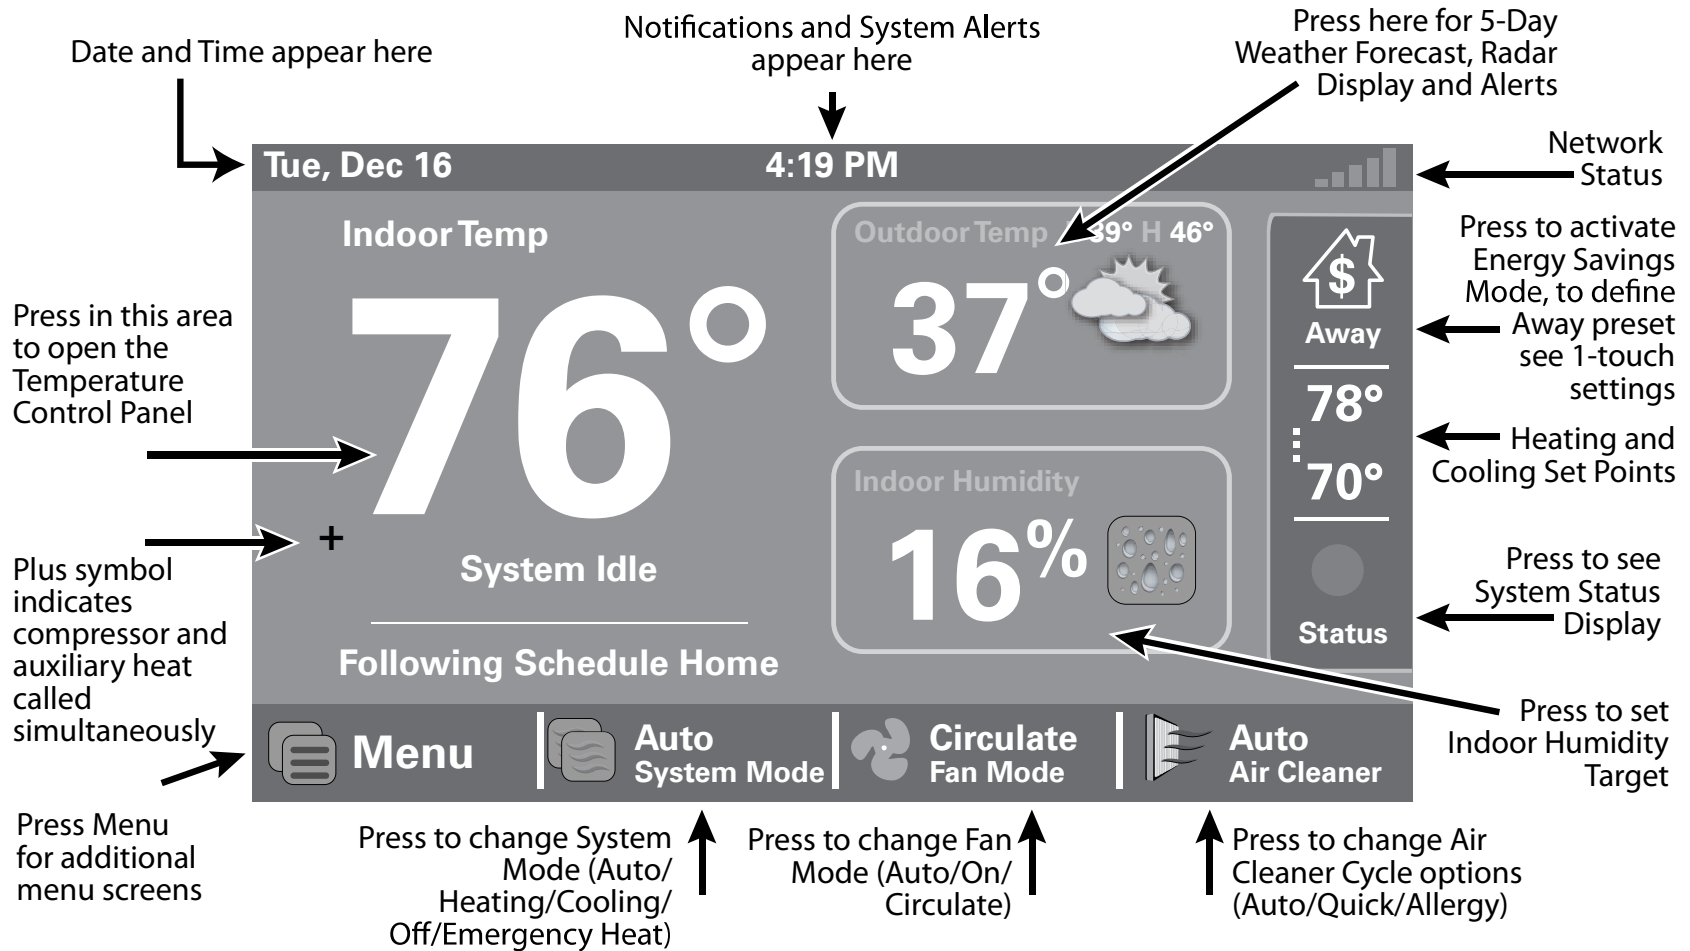 Date and Time appear here
Notifications and System Alerts
appear here
Press here for 5-Day
Weather Forecast, Radar
Display and Alerts
Network
Status
Press to activate
Energy Savings
Mode, to define
Away preset
see 1-touch
settings
Heating and
Cooling Set Points
Press to see
System Status
Display
Press to set
Indoor Humidity
Target
Press in this area
to open the
Temperature
Control Panel
Plus symbol
indicates
compressor and
auxiliary heat
called
simultaneously
Press Menu
for additional
menu screens
Tue, Dec 16
4:19 PM
Indoor Temp
76°
+
System Idle
Following Schedule Home
Outdoor Temp 39° H 46°
37°
Indoor Humidity
16%
$
Away
78°
70°
Status
Menu
Auto
System Mode
Circulate
Fan Mode
Auto
Air Cleaner
Press to change System
Mode (Auto/
Heating/Cooling/
Off/Emergency Heat)
Press to change Fan
Mode (Auto/On/
Circulate)
Press to change Air
Cleaner Cycle options
(Auto/Quick/Allergy)